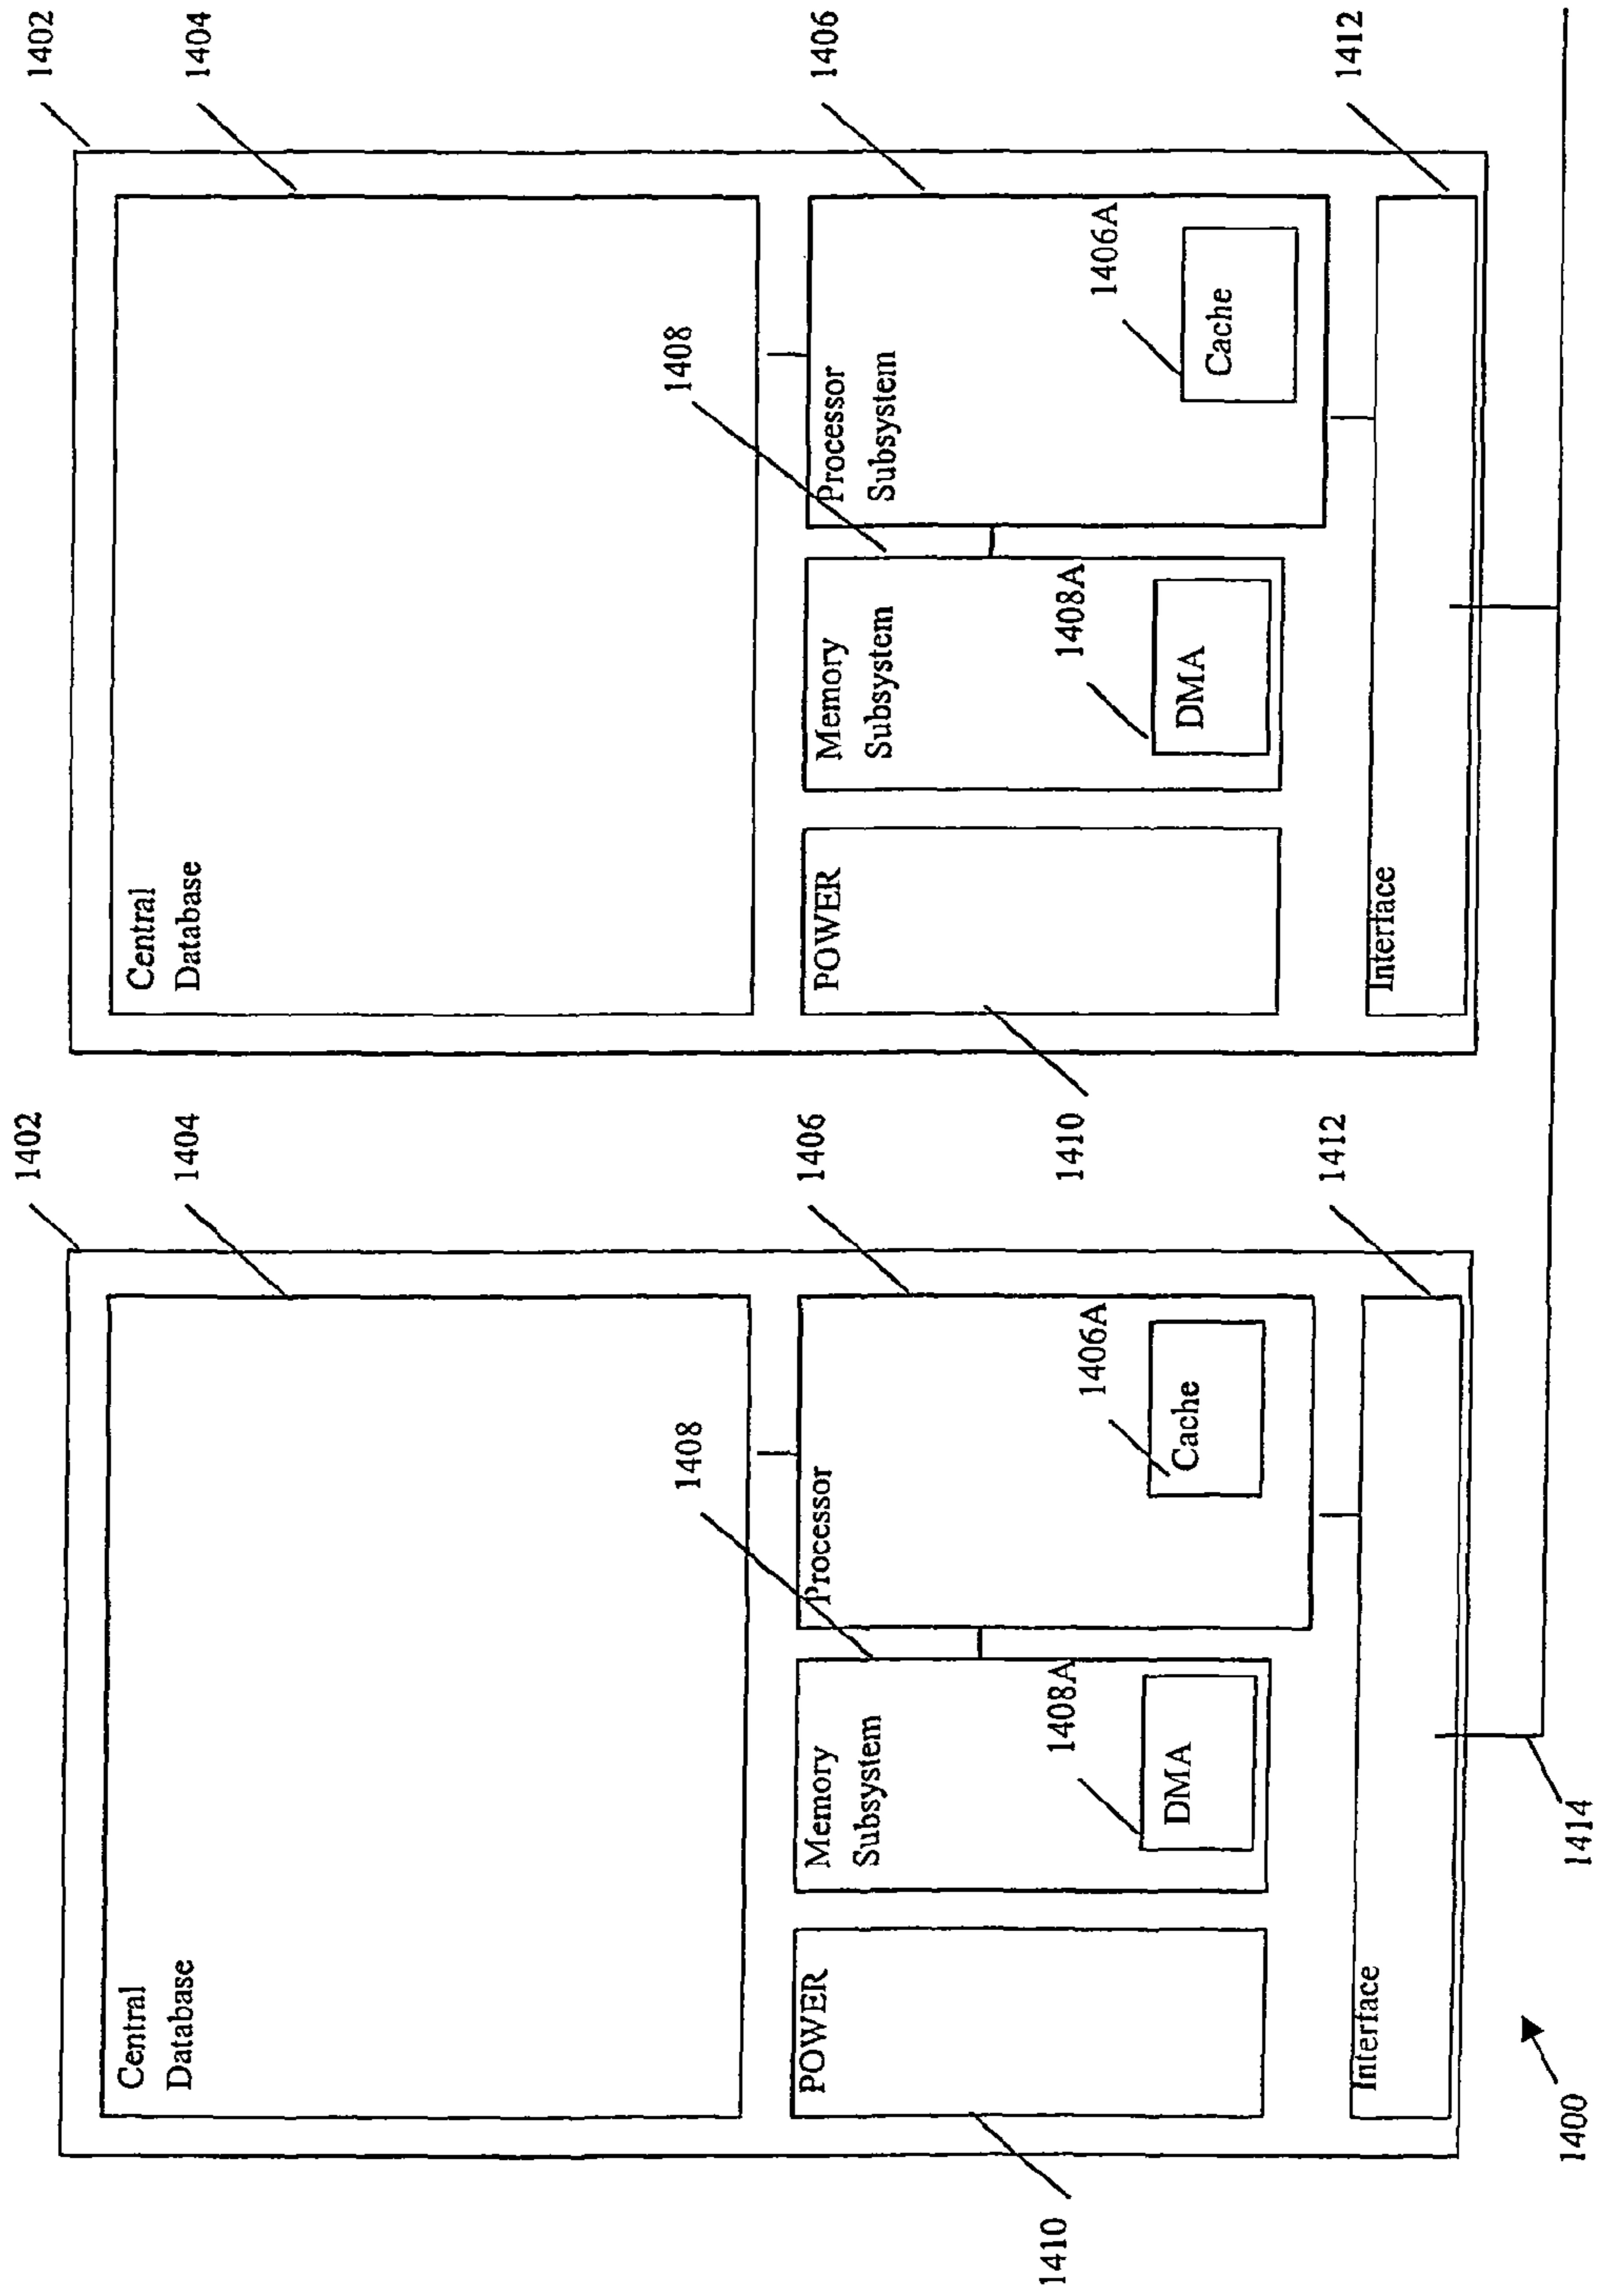 1402
1404
Central
Database
1408
1406
POWER
Memory
Subsystem
Processor
1408A
1406A
DMA
Cache
1410
1412
Interface
1414
1400
1402
1404
Central
Database
1408
1406
POWER
Memory
Subsystem
Processor
Subsystem
1408A
1406A
DMA
Cache
1410
1412
Interface